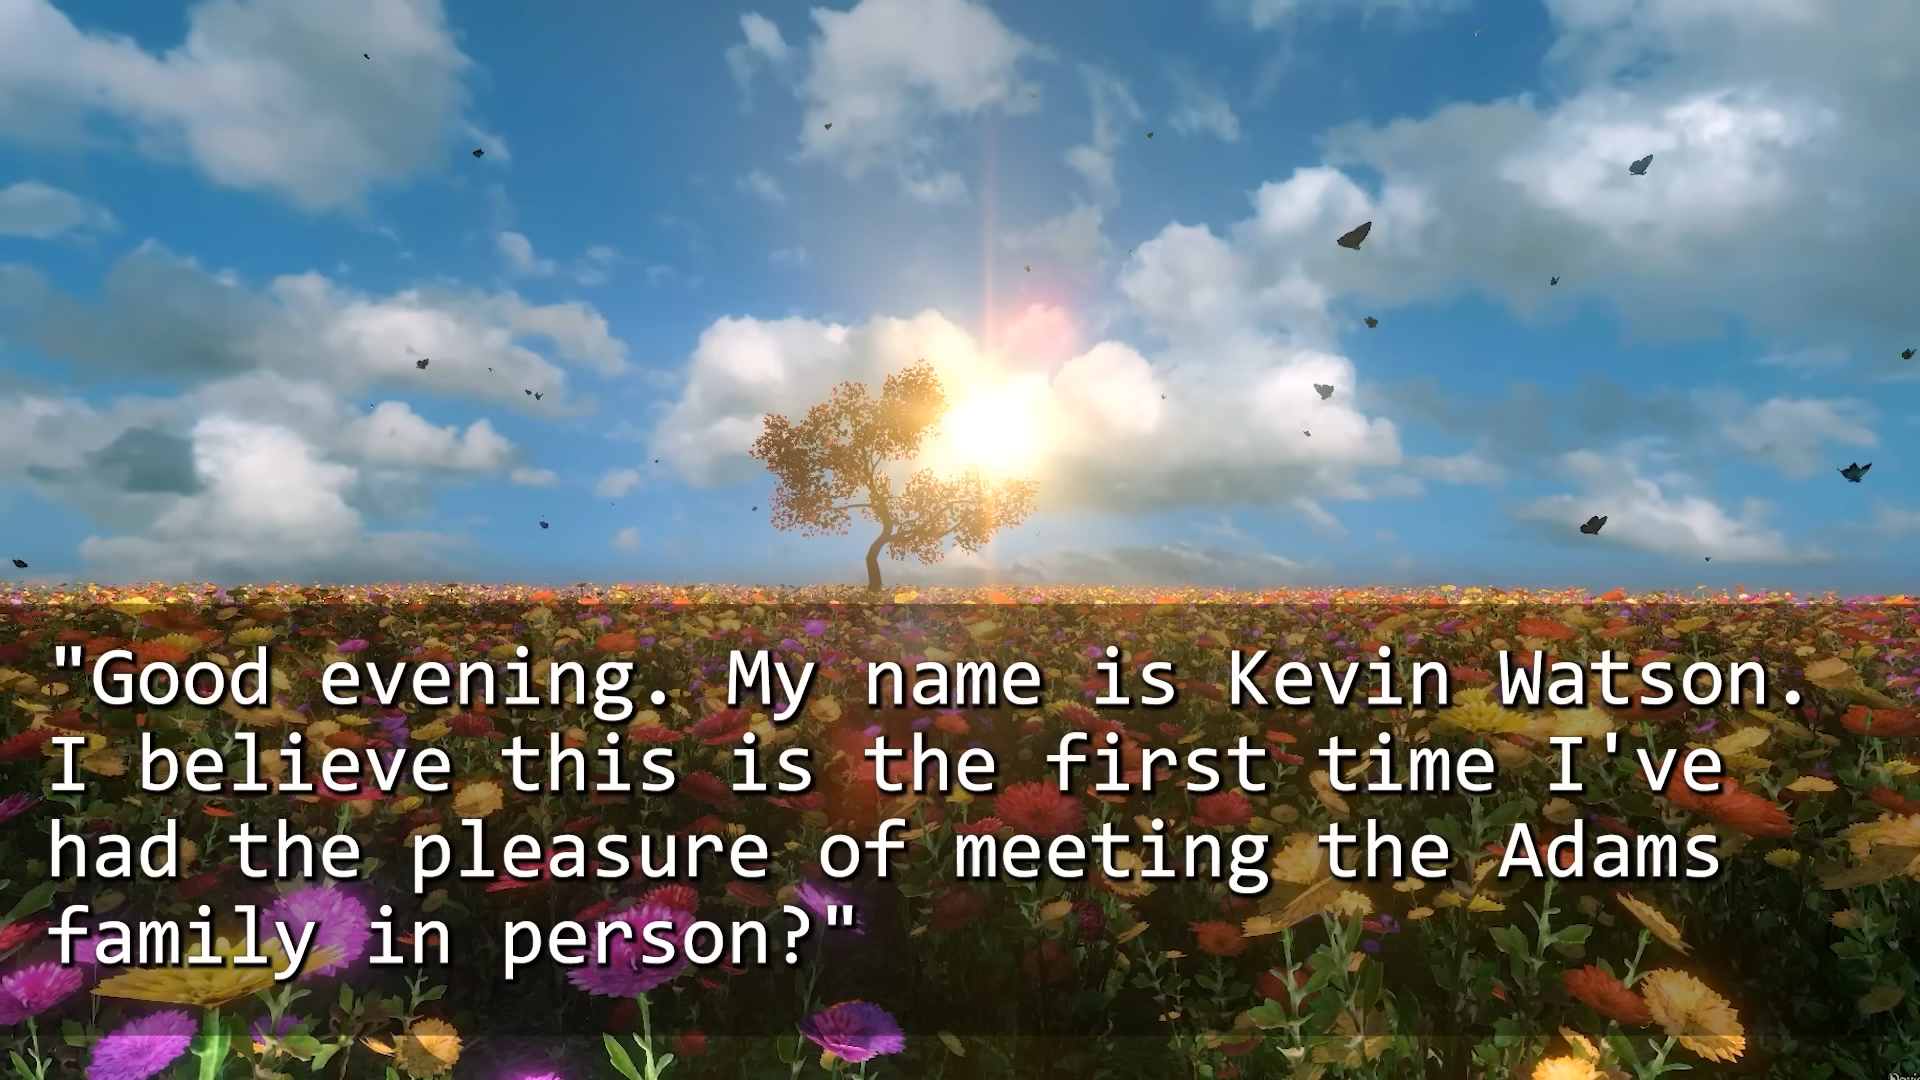 "Good evening. My name is Kevin Watson.
I believe this is the first time I've
had the pleasure of meeting the Adams
family in person?"